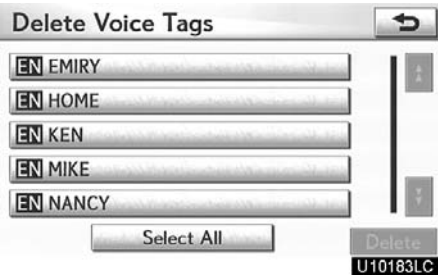 Delete Voice Tags
EN EMIRY
EN HOME
EN KEN
EN MIKE
EN NANCY
Select All
Delete
U10183LC